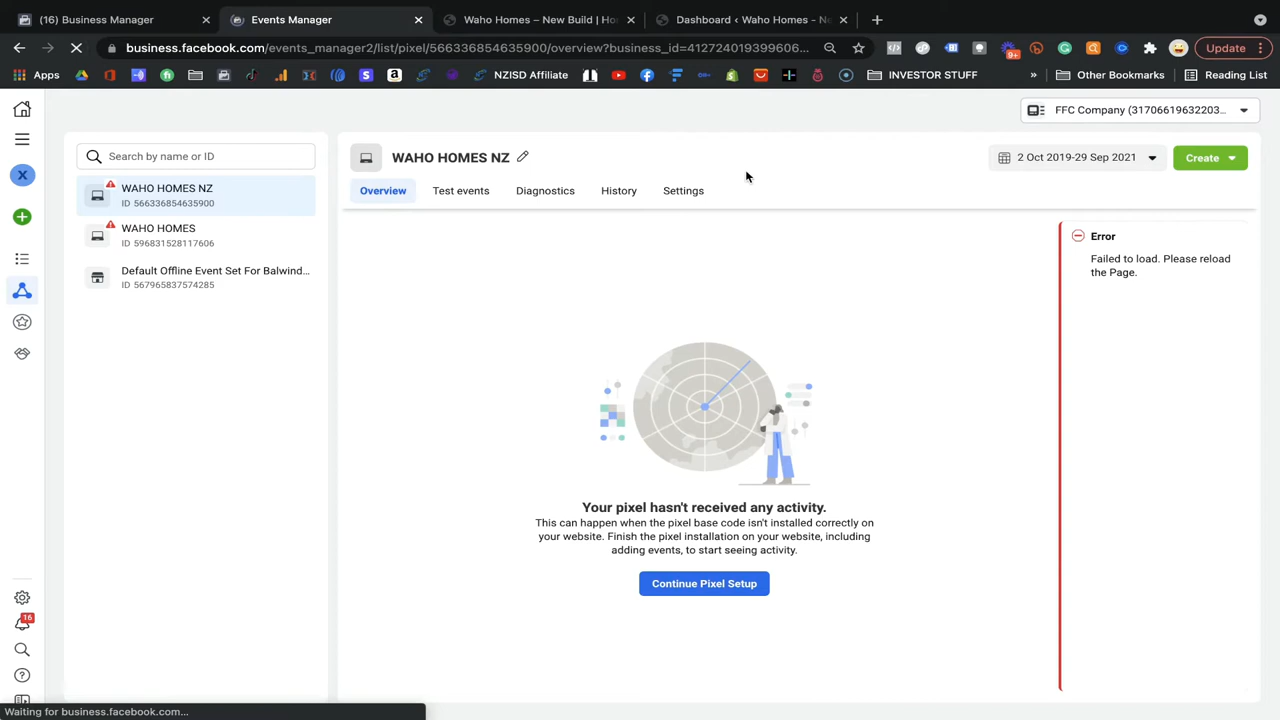 (16) Business Manager
Events Manager
Waho Homes – New Build | Ho
Dashboard ‹ Waho Homes - Ne
business.facebook.com/events_manager2/list/pixel/566336854635900/overview?business_id=412724019399606...
Update
Apps
NZISD Affiliate
on-
9+
INVESTOR STUFF
»
Other Bookmarks
Reading List
FFC Company (31706619632203...
Search by name or ID
WAHO HOMES NZ
2 Oct 2019-29 Sep 2021
Create
X
WAHO HOMES NZ
ID 566336854635900
Overview
Test events
Diagnostics
History
Settings
WAHO HOMES
ID 596831528117606
Error
Failed to load. Please reload
the Page.
Default Offline Event Set For Balwind...
ID 567965837574285
Your pixel hasn't received any activity.
This can happen when the pixel base code isn't installed correctly on
your website. Finish the pixel installation on your website, including
adding events, to start seeing activity.
Continue Pixel Setup
16
Waiting for business.facebook.com...